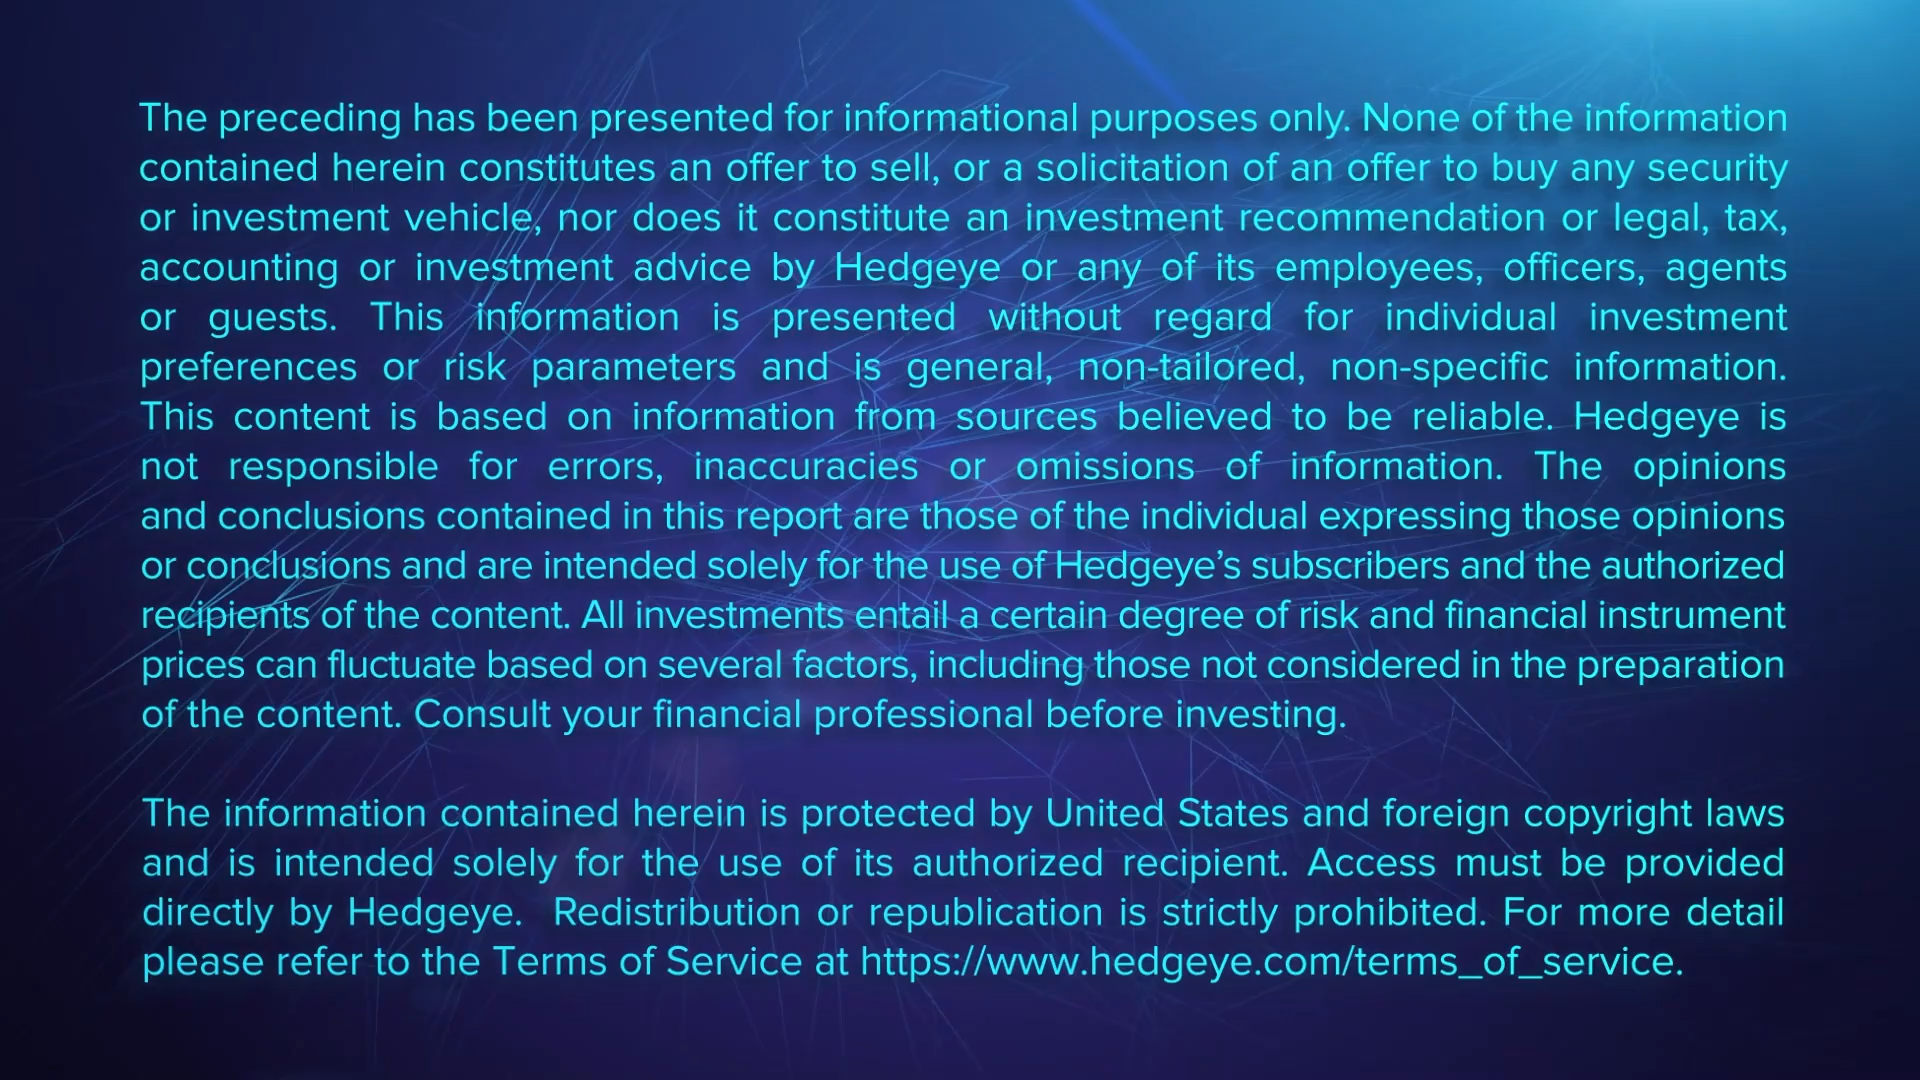 The preceding has been presented for informational purposes only. None of the information
contained herein constitutes an offer to sell, or a solicitation of an offer to buy any security
or investment vehicle, nor does it constitute an investment recommendation or legal, tax,
accounting or investment advice by Hedgeye or any of its employees, officers, agents
or guests. This information is presented without regard for individual investment
preferences or risk parameters and is general, non-tailored, non-specific information.
This content is based on information from sources believed to be reliable. Hedgeye is
not responsible for errors, inaccuracies or omissions of information. The opinions
and conclusions contained in this report are those of the individual expressing those opinions
or conclusions and are intended solely for the use of Hedgeye’s subscribers and the authorized
recipients of the content. All investments entail a certain degree of risk and financial instrument
prices can fluctuate based on several factors, including those not considered in the preparation
of the content. Consult your financial professional before investing.
The information contained herein is protected by United States and foreign copyright laws
and is intended solely for the use of its authorized recipient. Access must be provided
directly by Hedgeye.  Redistribution or republication is strictly prohibited. For more detail
please refer to the Terms of Service at https://www.hedgeye.com/terms_of_service.